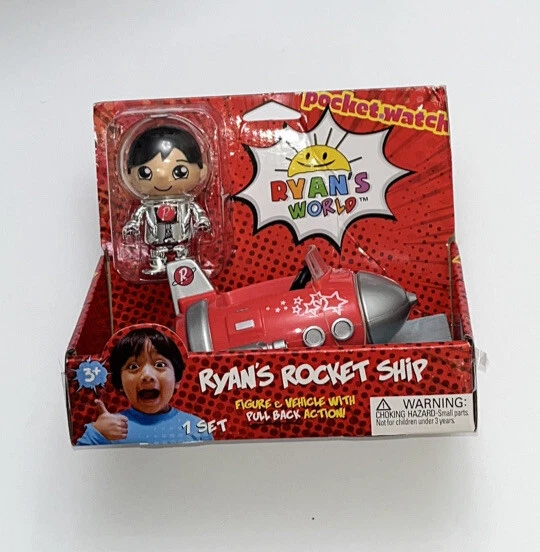 pocket.watch
RYAN'S
WORLD™
R
R
3+
RYAN'S ROCKET SHIP
FIGURE & VEHICLE WITH
PULL BACK ACTION!
1 SET
WARNING:
CHOKING HAZARD-Small parts.
Not for children under 3 years.